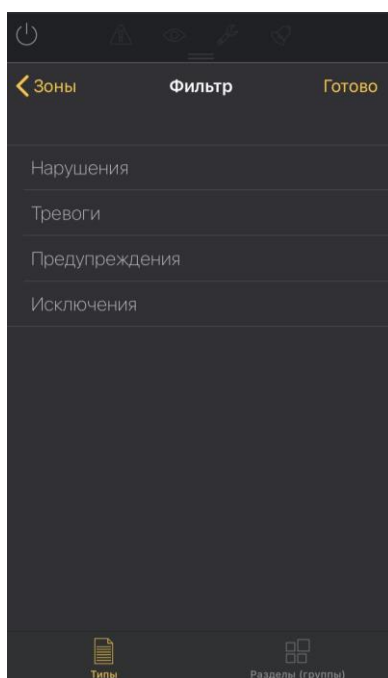 Зоны Фильтр Готово
Нарушения
Тревоги
Предупреждения
Исключения
Типы Разделы (группы)